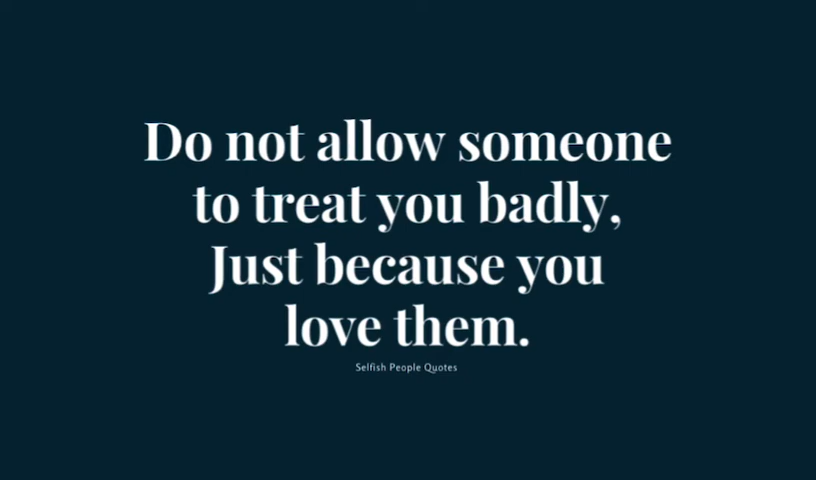 Do not allow someone
to treat you badly,
Just because you
love them.
Selfish People Quotes